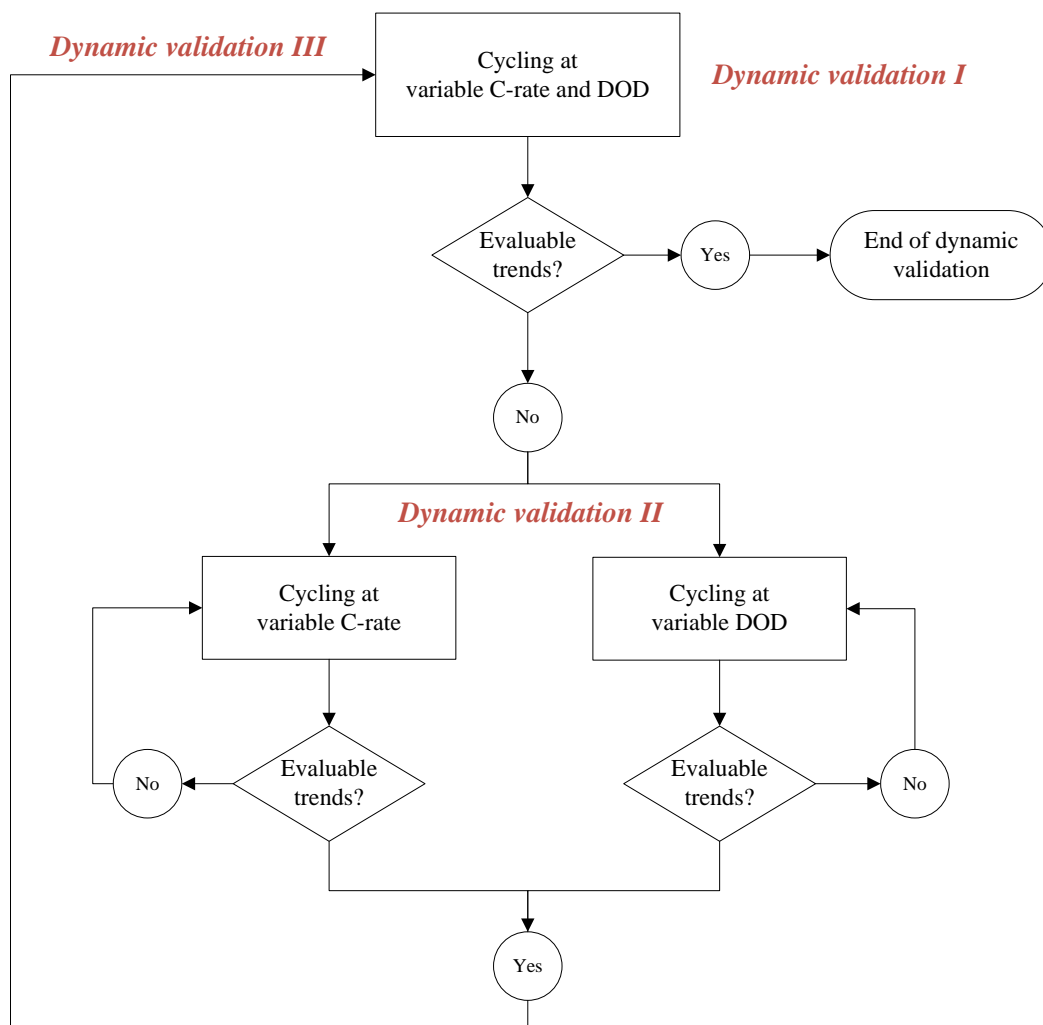 Dynamic validation III
Cycling at
variable C-rate and DOD
Dynamic validation I
Evaluable
trends?
Yes
End of dynamic
validation
No
Dynamic validation II
Cycling at
variable C-rate
Cycling at
variable DOD
No
Evaluable
trends?
Evaluable
trends?
No
Yes